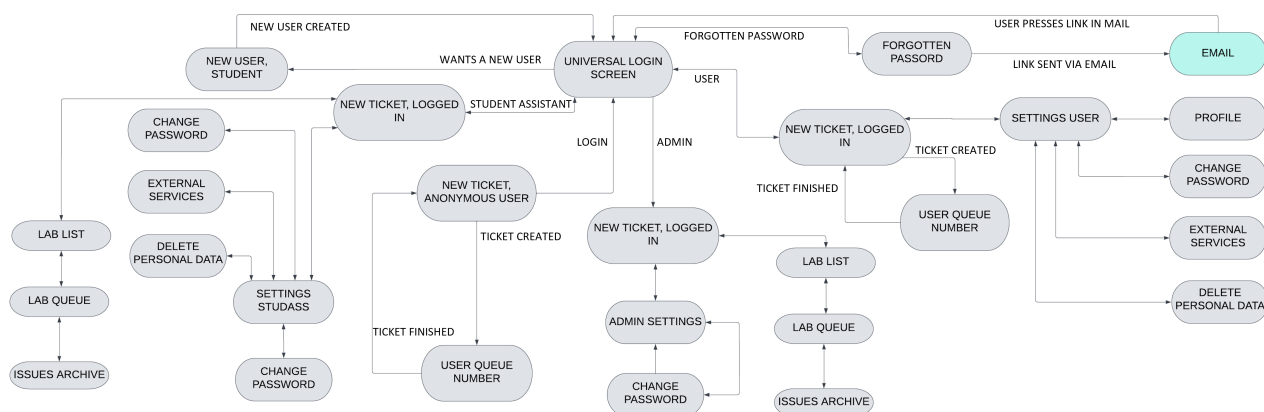 NEW USER CREATED
USER PRESSES LINK IN MAIL
FORGOTTEN PASSWORD
NEW USER,
STUDENT
WANTS A NEW USER
UNIVERSAL LOGIN
SCREEN
FORGOTTEN
PASSORD
LINK SENT VIA EMAIL
EMAIL
USER
NEW TICKET, LOGGED
IN
STUDENT ASSISTANT
CHANGE
PASSWORD
LOGIN
ADMIN
NEW TICKET, LOGGED
IN
SETTINGS USER
PROFILE
TICKET CREATED
CHANGE
PASSWORD
EXTERNAL
SERVICES
NEW TICKET,
ANONYMOUS USER
TICKET FINISHED
USER QUEUE
NUMBER
LAB LIST
DELETE
PERSONAL DATA
TICKET CREATED
NEW TICKET, LOGGED
IN
LAB LIST
EXTERNAL
SERVICES
LAB QUEUE
SETTINGS
STUDASS
TICKET FINISHED
ADMIN SETTINGS
LAB QUEUE
DELETE
PERSONAL DATA
ISSUES ARCHIVE
CHANGE
PASSWORD
USER QUEUE
NUMBER
CHANGE
PASSWORD
ISSUES ARCHIVE